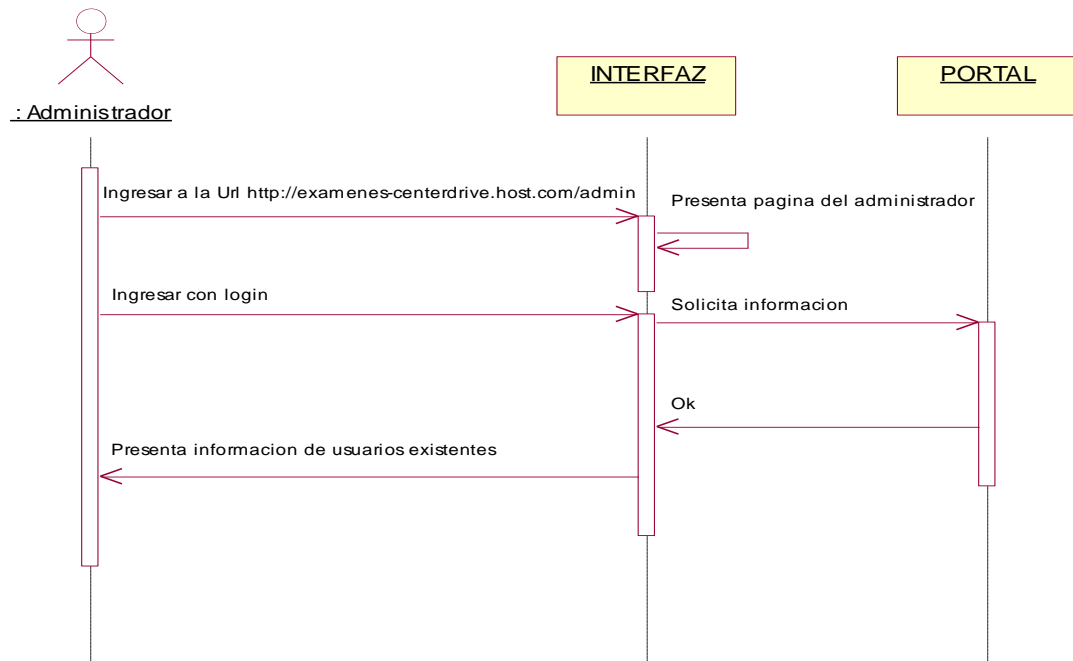 : Administrador
INTERFAZ
PORTAL
Ingresar a la Url http://examenes-centerdrive.host.com/admin
Presenta pagina del administrador
Ingresar con login
Solicita informacion
Ok
Presenta informacion de usuarios existentes